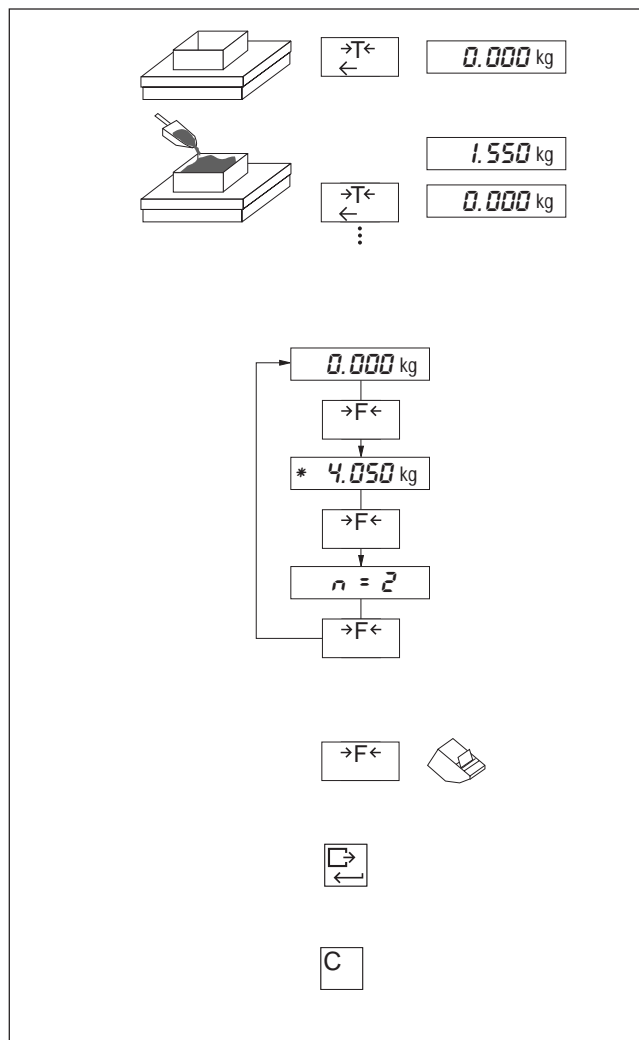 →T← 0.000 kg
←
1.550 kg
→T← 0.000 kg
←
0.000 kg
→F←
* 4.050 kg
→F←
n = 2
→F←
→F←
C